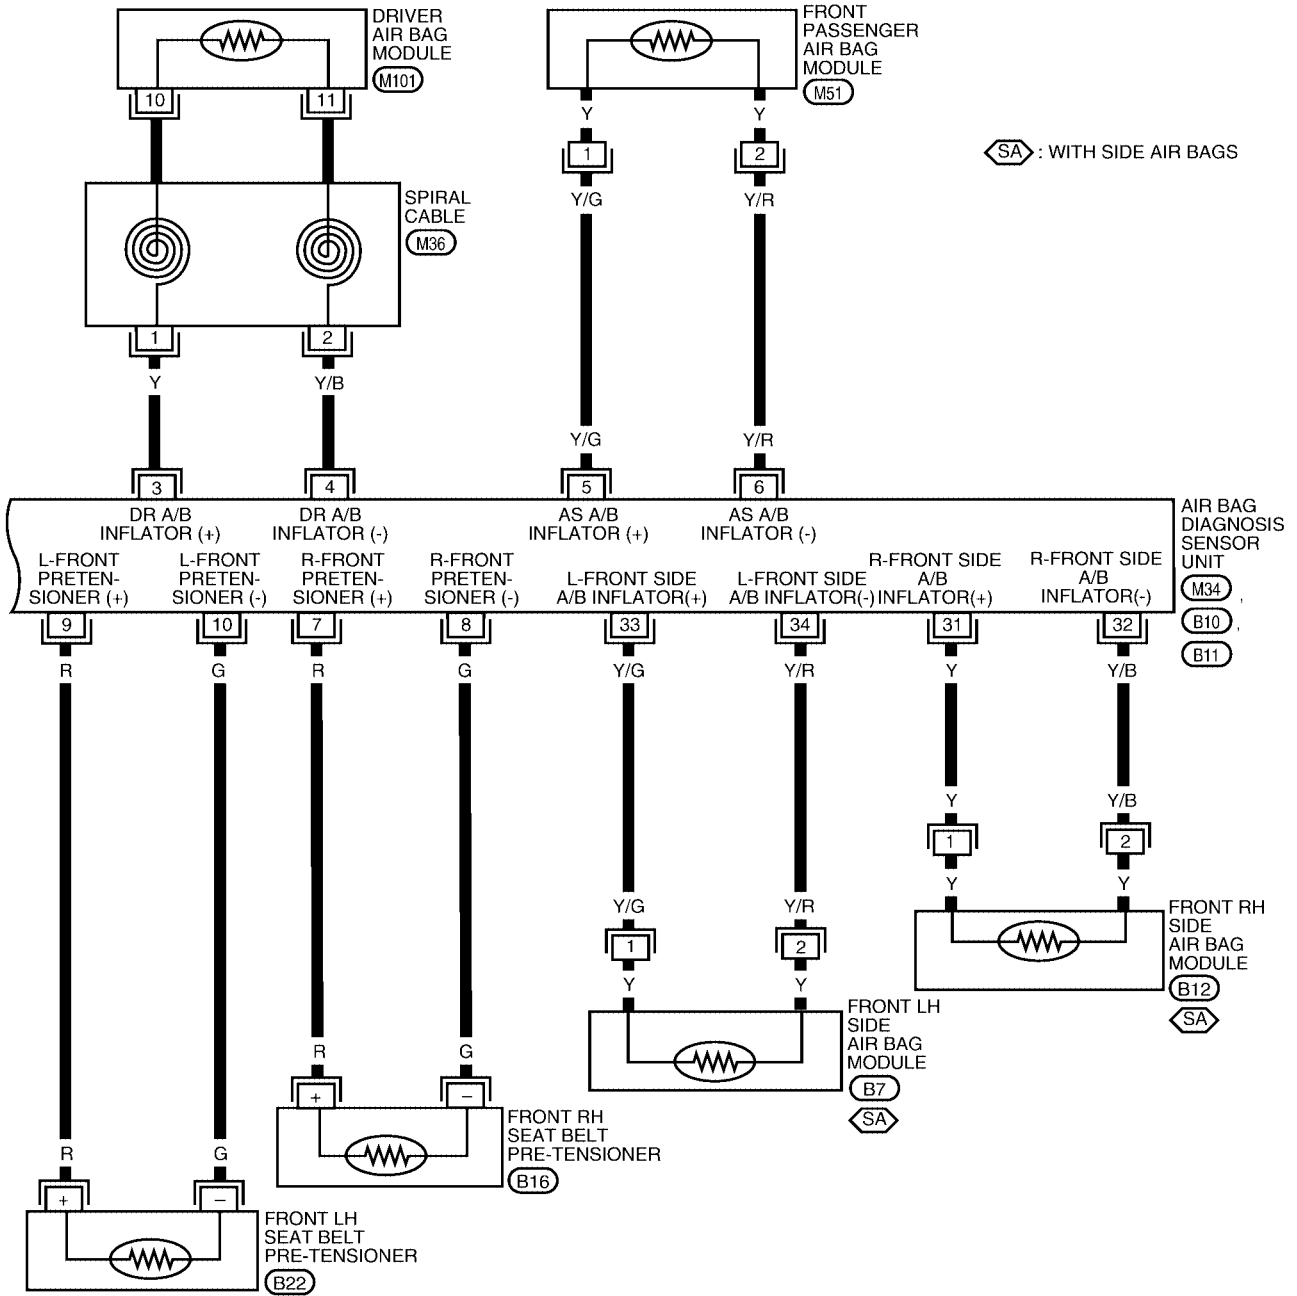 DRIVER
AIR BAG
MODULE
M101
10
11
FRONT
PASSENGER
AIR BAG
MODULE
M51
Y
Y
1
2
Y/G
Y/R
SA : WITH SIDE AIR BAGS
SPIRAL
CABLE
M36
1
2
Y
Y/B
Y/G
Y/R
3
4
5
6
DR A/B
INFLATOR (+)
DR A/B
INFLATOR (-)
AS A/B
INFLATOR (+)
AS A/B
INFLATOR (-)
L-FRONT
PRETEN-
SIONER (+)
L-FRONT
PRETEN-
SIONER (-)
R-FRONT
PRETEN-
SIONER (+)
R-FRONT
PRETEN-
SIONER (-)
L-FRONT SIDE
A/B INFLATOR(+)
L-FRONT SIDE
A/B INFLATOR(-)
R-FRONT SIDE
A/B
INFLATOR(+)
R-FRONT SIDE
A/B
INFLATOR(-)
AIR BAG
DIAGNOSIS
SENSOR
UNIT
M34 ,
B10 ,
B11
9
10
7
8
33
34
31
32
R
G
R
G
Y/G
Y/R
Y
Y/B
Y
Y/B
1
2
Y
Y
FRONT RH
SIDE
AIR BAG
MODULE
B12
SA
Y/G
Y/R
1
2
Y
Y
FRONT LH
SIDE
AIR BAG
MODULE
B7
SA
R
G
+
–
FRONT RH
SEAT BELT
PRE-TENSIONER
B16
R
G
+
–
FRONT LH
SEAT BELT
PRE-TENSIONER
B22